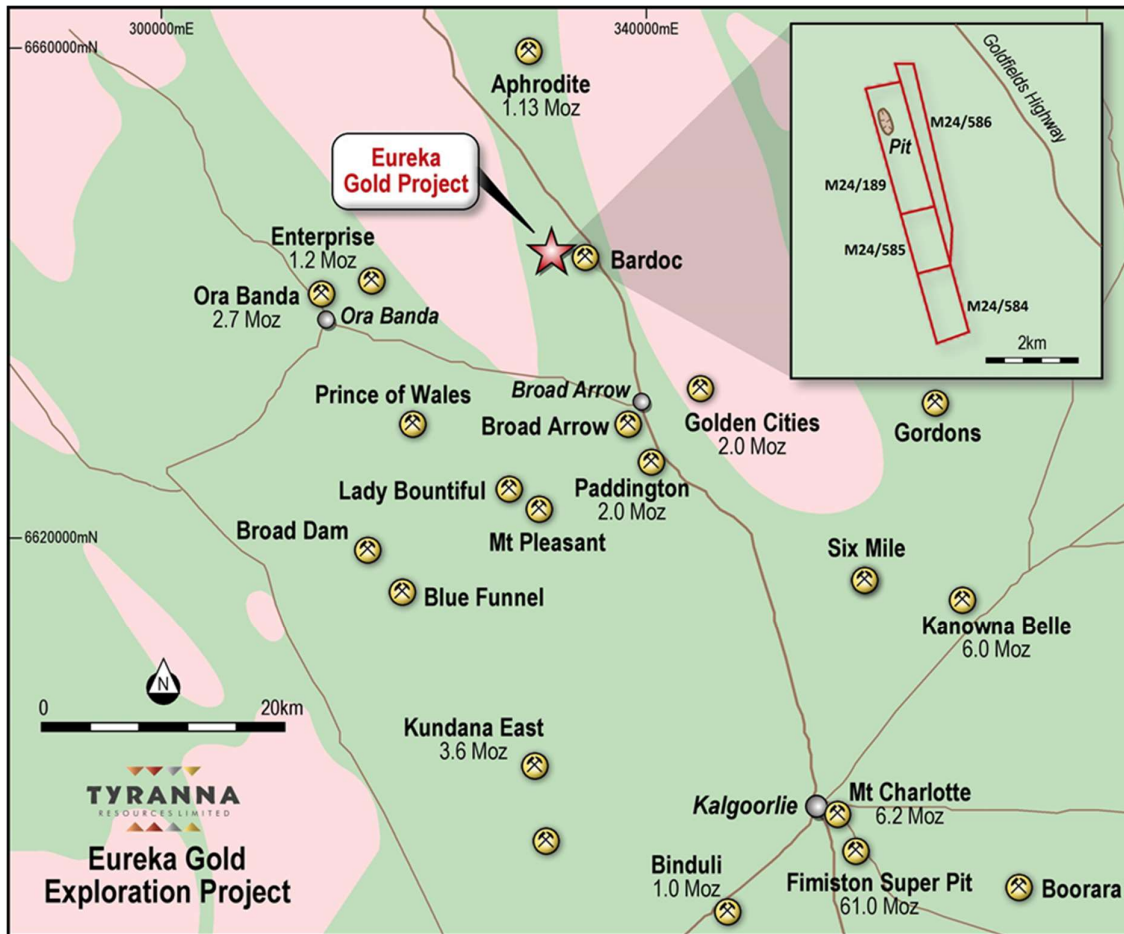 300000mE
340000mE
6660000mN
Aphrodite
1.13 Moz
Eureka
Gold Project
Goldfields Highway
M24/586
Pit
M24/189
M24/585
M24/584
2km
Enterprise
1.2 Moz
Bardoc
Ora Banda
2.7 Moz
Ora Banda
Prince of Wales
Broad Arrow
Broad Arrow
Golden Cities
2.0 Moz
Gordons
Lady Bountiful
Paddington
2.0 Moz
Mt Pleasant
6620000mN
Broad Dam
Six Mile
Blue Funnel
Kanowna Belle
6.0 Moz
N
0
20km
Kundana East
3.6 Moz
TYRANNA
RESOURCES LIMITED
Eureka Gold
Exploration Project
Kalgoorlie
Mt Charlotte
6.2 Moz
Binduli
1.0 Moz
Fimiston Super Pit
61.0 Moz
Boorara